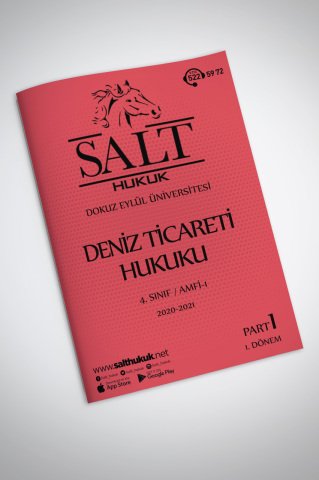 522 59 72
SALT
HUKUK
DOKUZ EYLÜL ÜNİVERSİTESİ
DENİZ TİCARETİ
HUKUKU
4. SINIF / AMFİ-1
2020-2021
PART 1
1. DÖNEM
www.salthukuk.net
App Store
Google Play